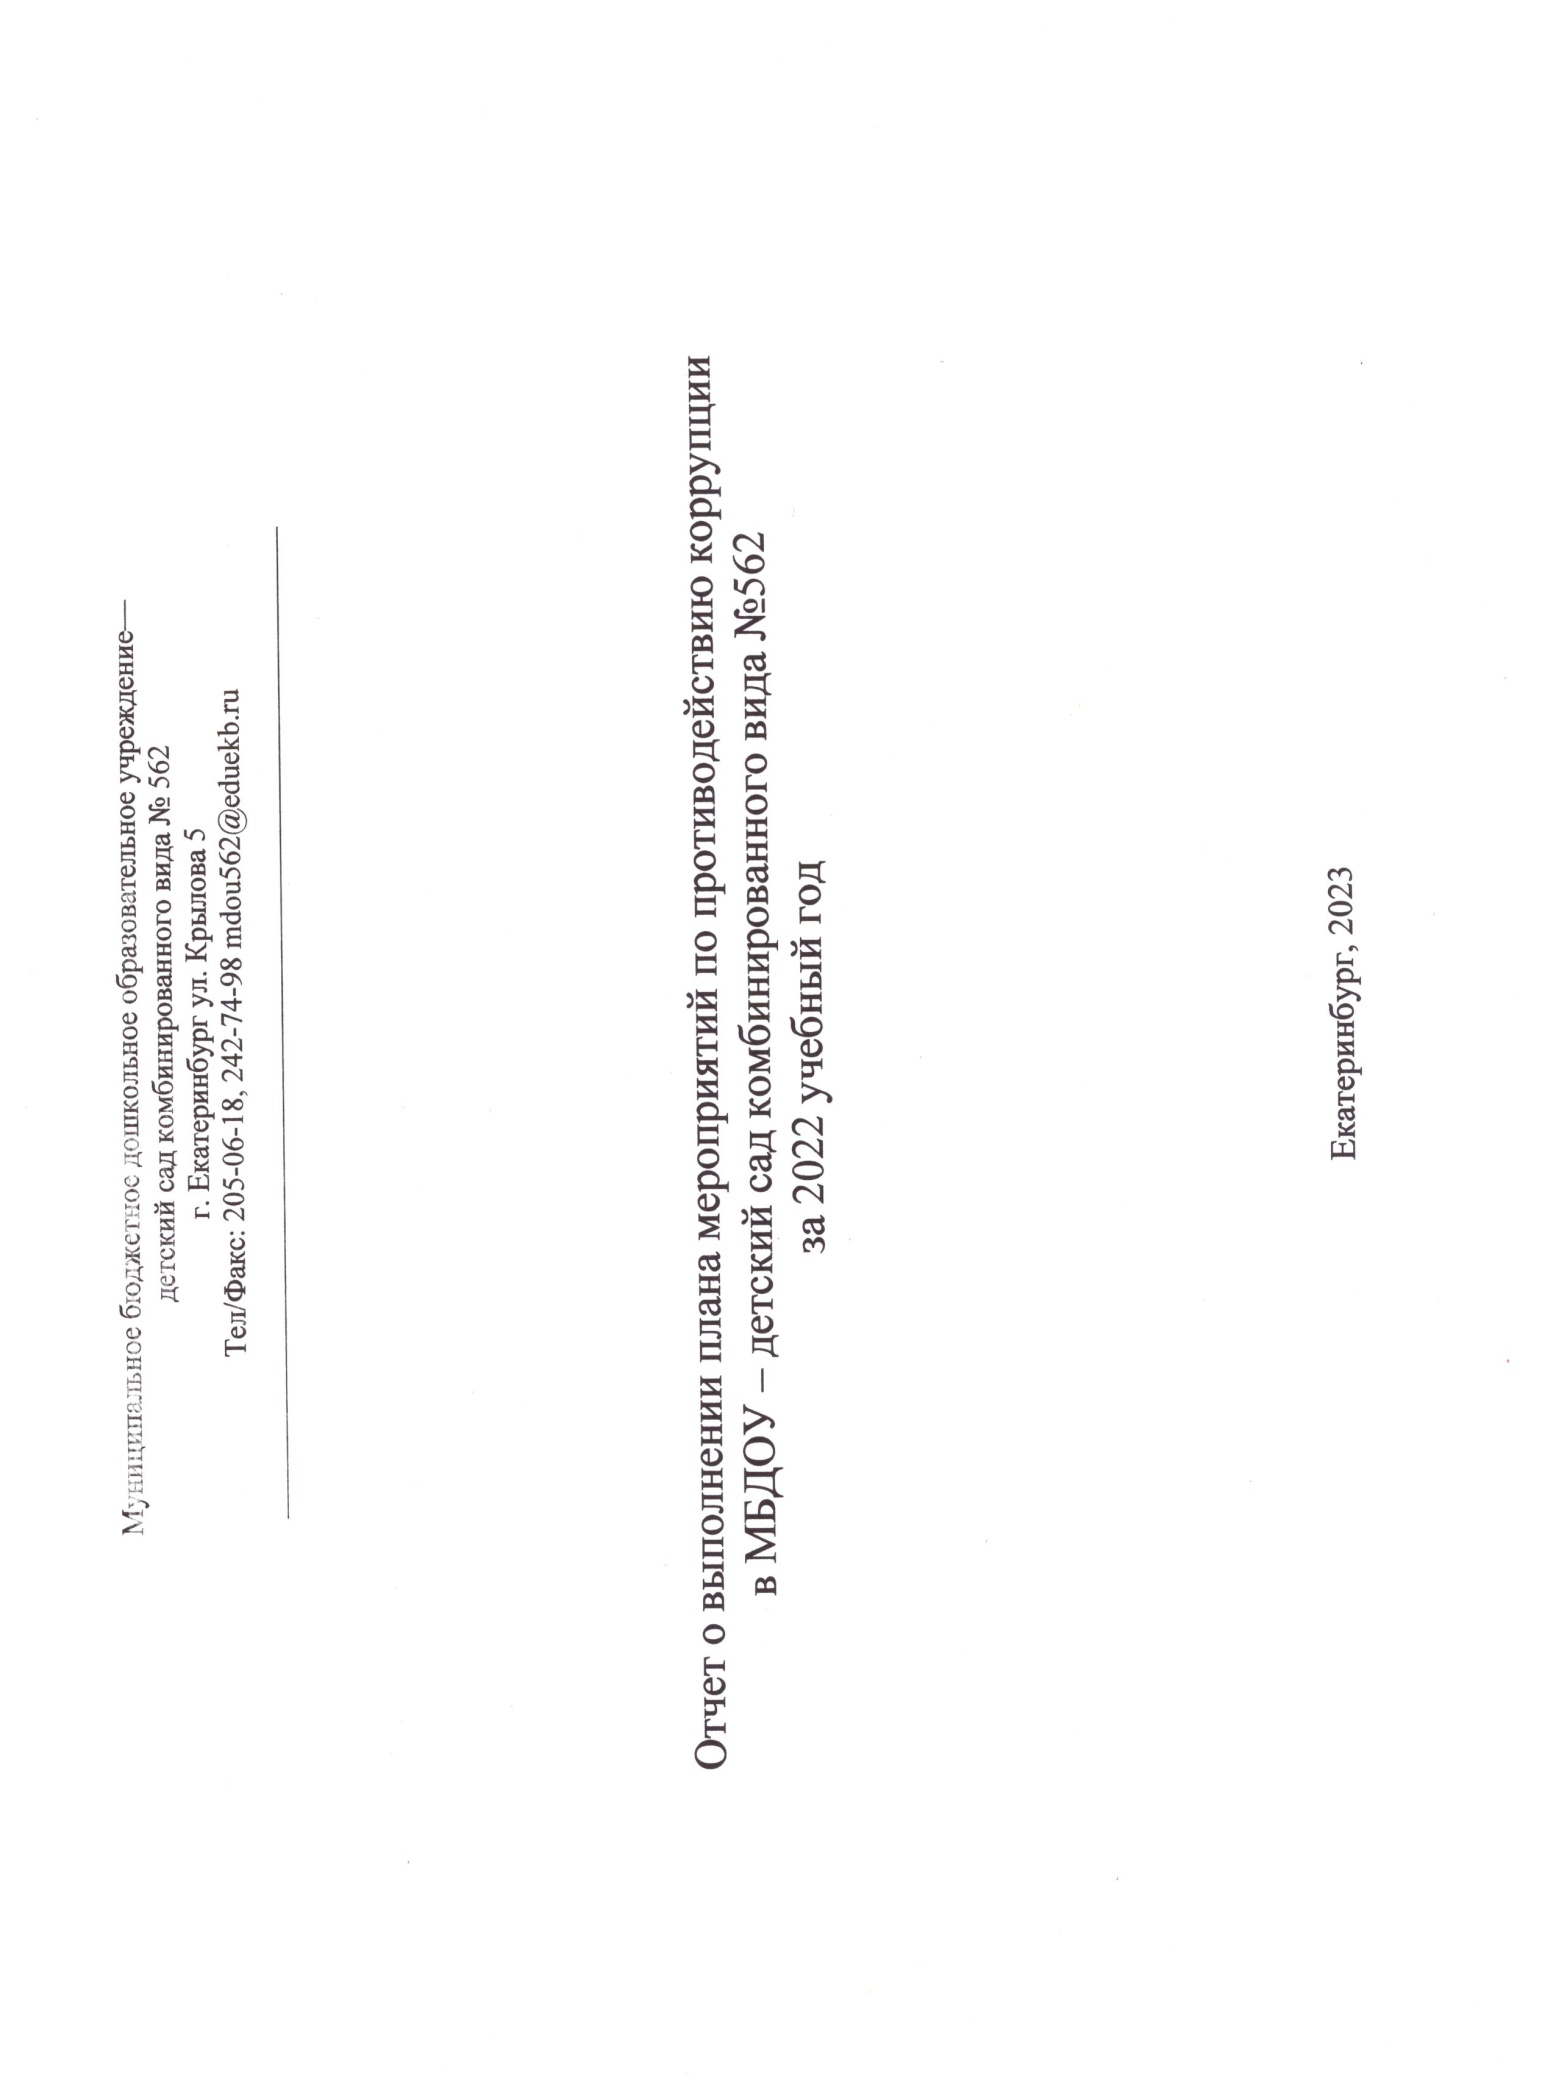 Муниципальное бюджетное дошкольное образовательное учреждение—
детский сад комбинированного вида № 562
г. Екатеринбург ул. Крылова 5
Тел/Факс: 205-06-18, 242-74-98 mdou562@eduekb.ru
Отчет о выполнении плана мероприятий по противодействию коррупции
в МБДОУ – детский сад комбинированного вида №562
за 2022 учебный год
Екатеринбург, 2023